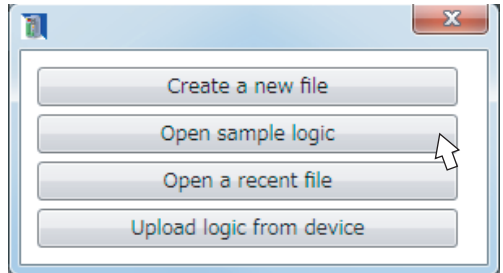 Create a new file
Open sample logic
Open a recent file
Upload logic from device